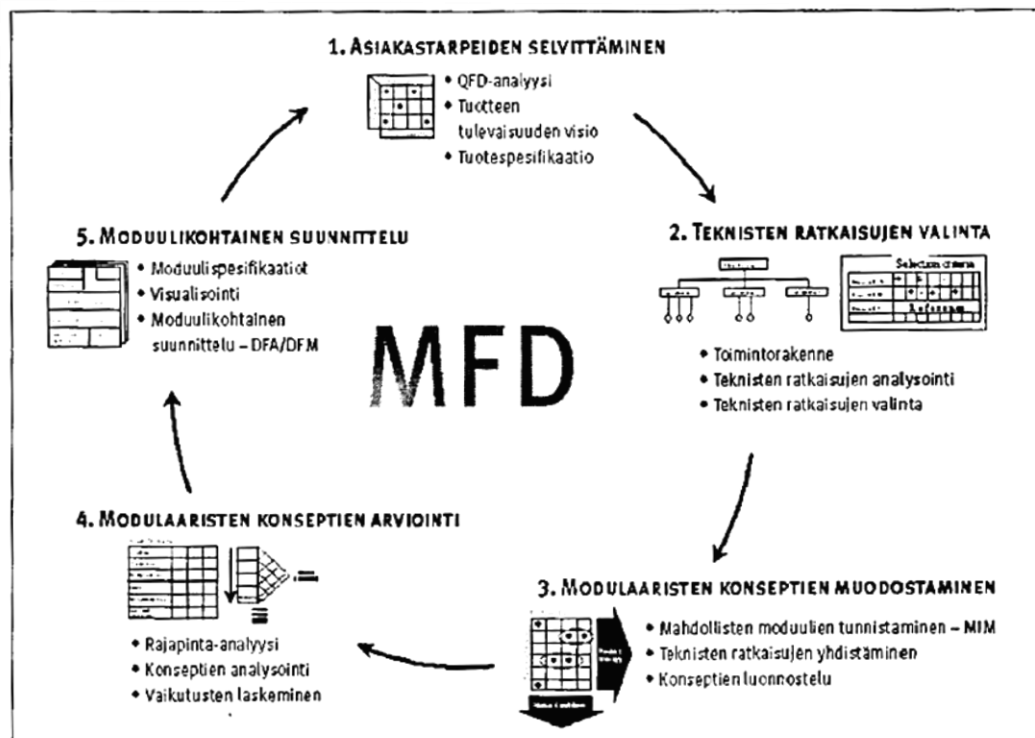 1. ASIAKASTARPEIDEN SELVITTÄMINEN
• QFD-analyysi
• Tuotteen
tulevaisuuden visio
• Tuotespesifikaatio
2. TEKNISTEN RATKAISUJEN VALINTA
Selection criteria
• Toimintorakenne
• Teknisten ratkaisujen analysointi
• Teknisten ratkaisujen valinta
3. MODULAARISTEN KONSEPTIEN MUODOSTAMINEN
• Mahdollisten moduulien tunnistaminen – MIM
• Teknisten ratkaisujen yhdistäminen
• Konseptien luonnostelu
4. MODULAARISTEN KONSEPTIEN ARVIOINTI
• Rajapinta-analyysi
• Konseptien analysointi
• Vaikutusten laskeminen
5. MODUULIKOHTAINEN SUUNNITTELU
• Moduulispesifikaatiot
• Visualisointi
• Moduulikohtainen
suunnittelu – DFA/DFM
MFD